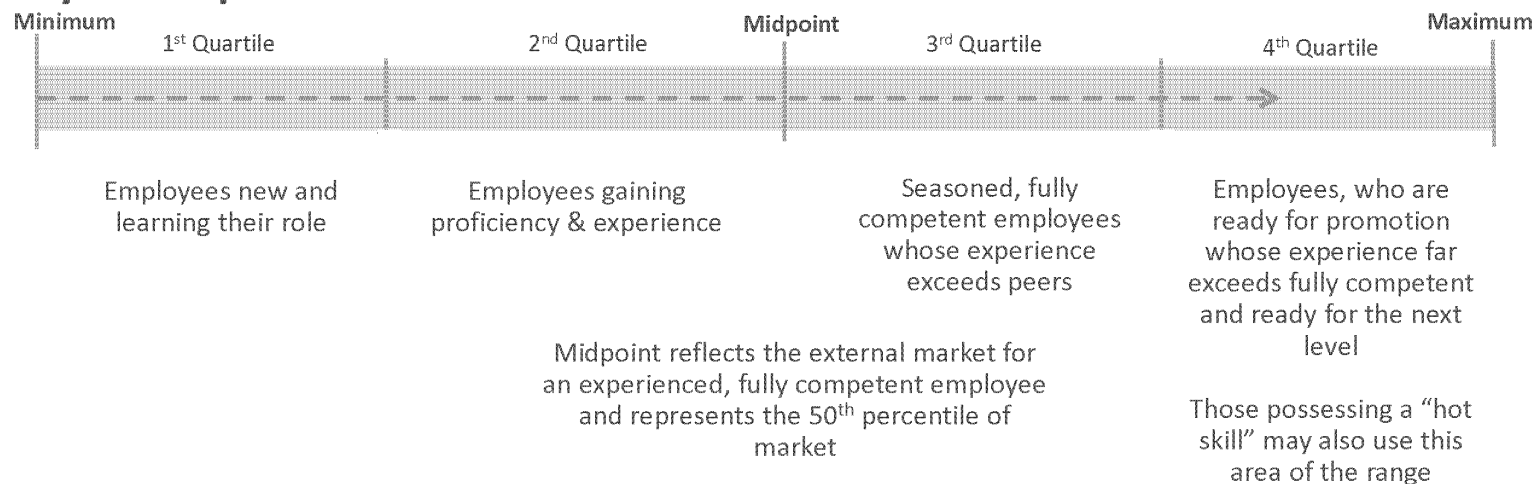 Minimum
1st Quartile
2nd Quartile
Midpoint
3rd Quartile
4th Quartile
Maximum
Employees new and
learning their role
Employees gaining
proficiency & experience
Seasoned, fully
competent employees
whose experience
exceeds peers
Employees, who are
ready for promotion
whose experience far
exceeds fully competent
and ready for the next
level
Midpoint reflects the external market for
an experienced, fully competent employee
and represents the 50th percentile of
market
Those possessing a “hot
skill” may also use this
area of the range